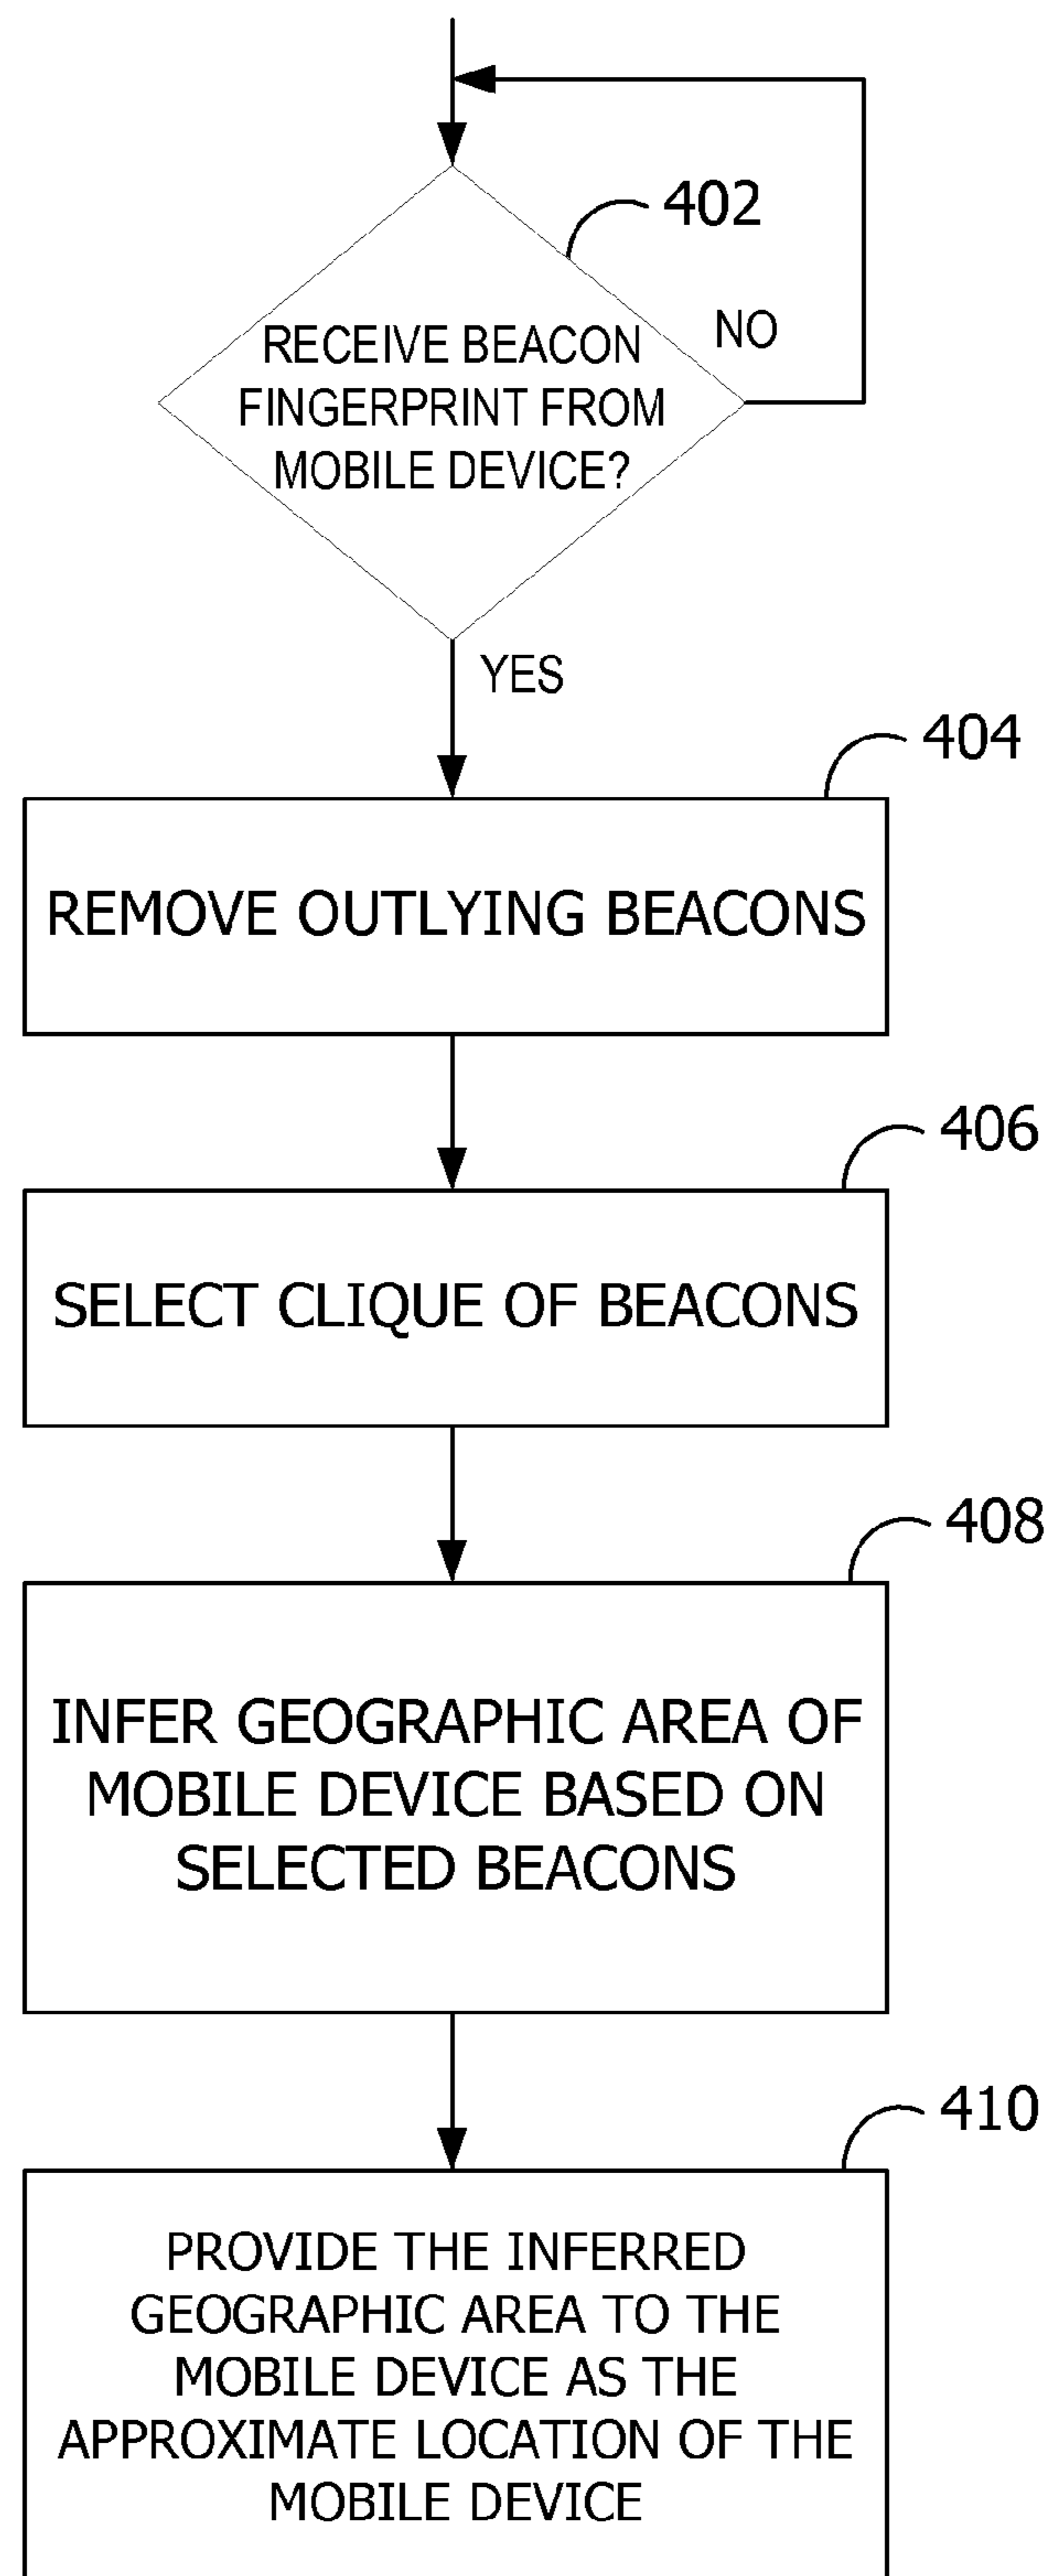 402
NO
RECEIVE BEACON
FINGERPRINT FROM
MOBILE DEVICE?
YES
404
REMOVE OUTLYING BEACONS
406
SELECT CLIQUE OF BEACONS
408
INFER GEOGRAPHIC AREA OF
MOBILE DEVICE BASED ON
SELECTED BEACONS
410
PROVIDE THE INFERRED
GEOGRAPHIC AREA TO THE
MOBILE DEVICE AS THE
APPROXIMATE LOCATION OF THE
MOBILE DEVICE